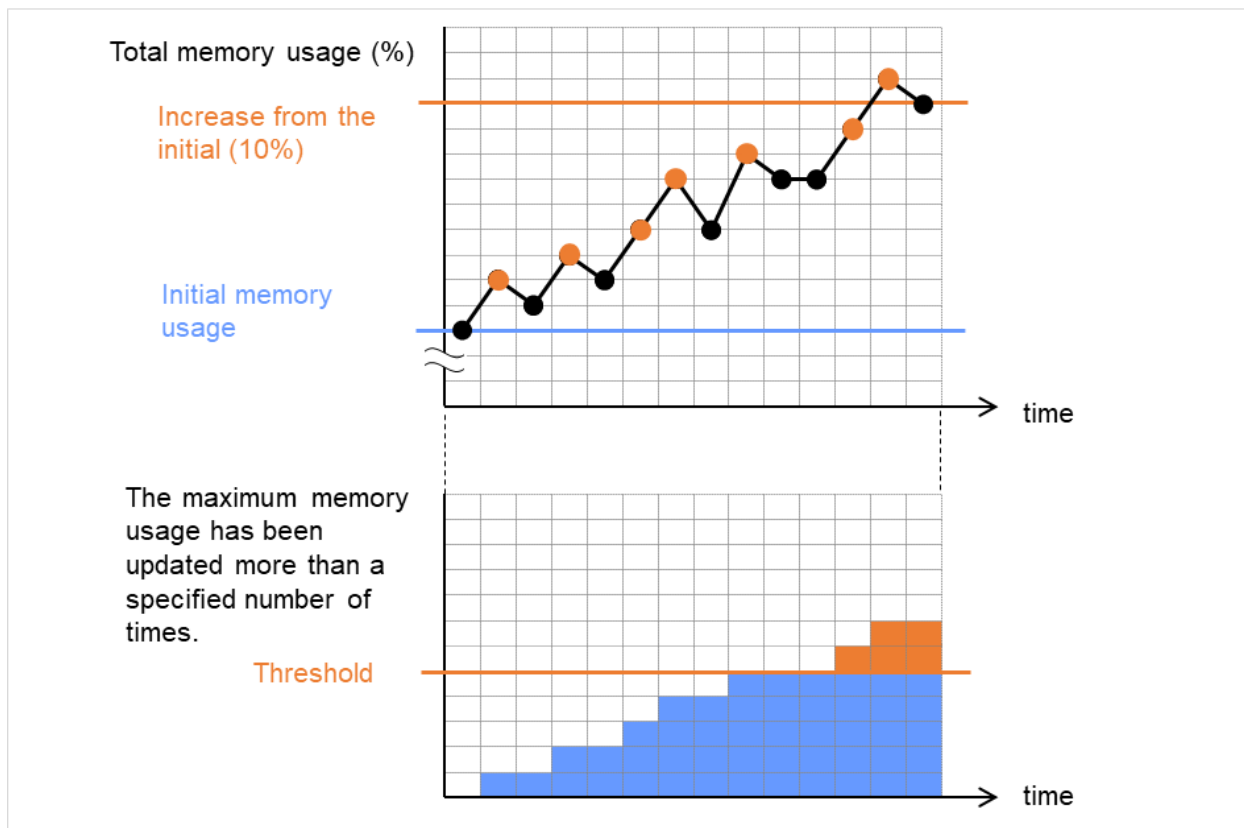 Total memory usage (%)
Increase from the
initial (10%)
Initial memory
usage
time
The maximum memory
usage has been
updated more than a
specified number of
times.
Threshold
time